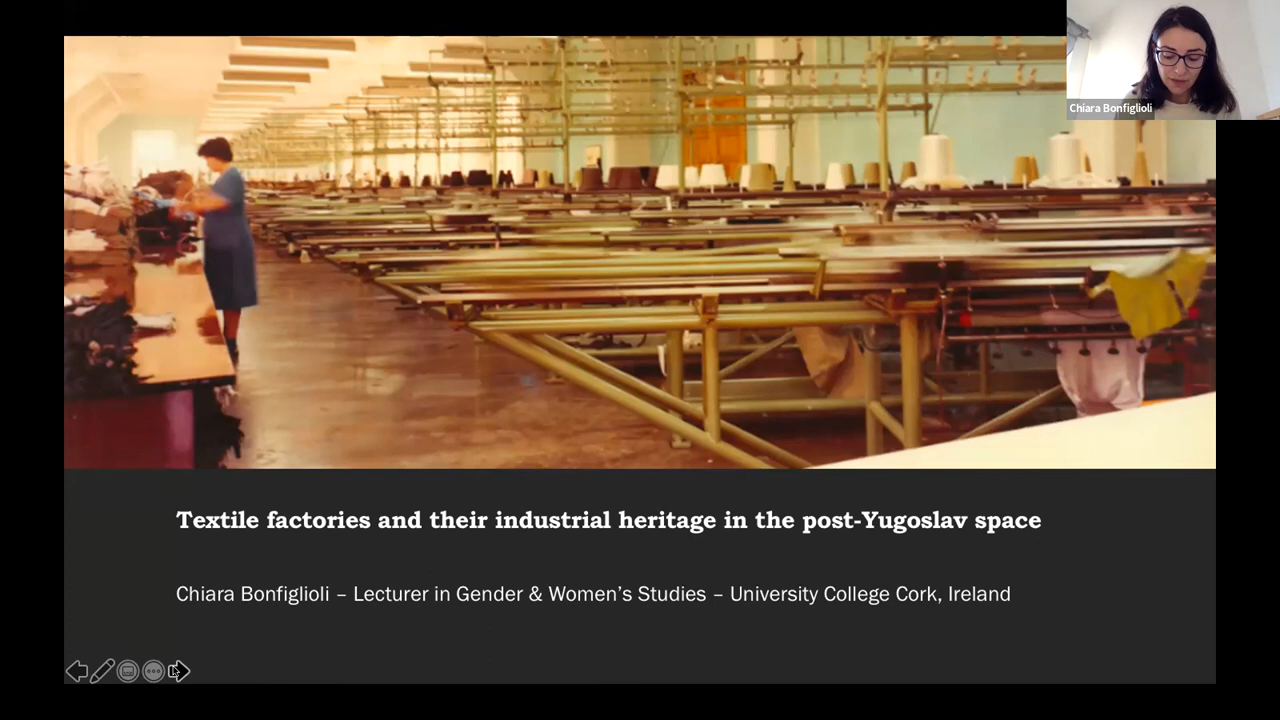 Chiara Bonfiglioli
Textile factories and their industrial heritage in the post-Yugoslav space
Chiara Bonfiglioli – Lecturer in Gender & Women’s Studies – University College Cork, Ireland